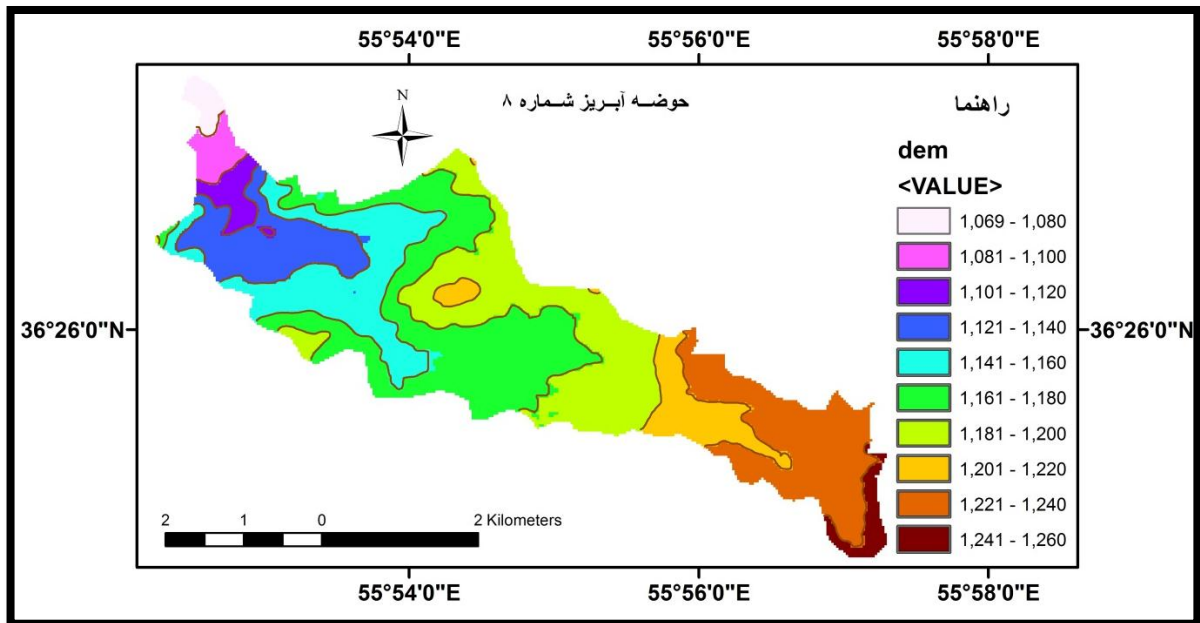 55°54'0"E 55°56'0"E 55°58'0"E
N
حوضــه آبــریز شــماره ۸
راهنما
dem
<VALUE>
1,069 - 1,080
1,081 - 1,100
1,101 - 1,120
1,121 - 1,140
1,141 - 1,160
1,161 - 1,180
1,181 - 1,200
1,201 - 1,220
1,221 - 1,240
1,241 - 1,260
36°26'0"N 36°26'0"N
2 1 0 2 Kilometers
55°54'0"E 55°56'0"E 55°58'0"E